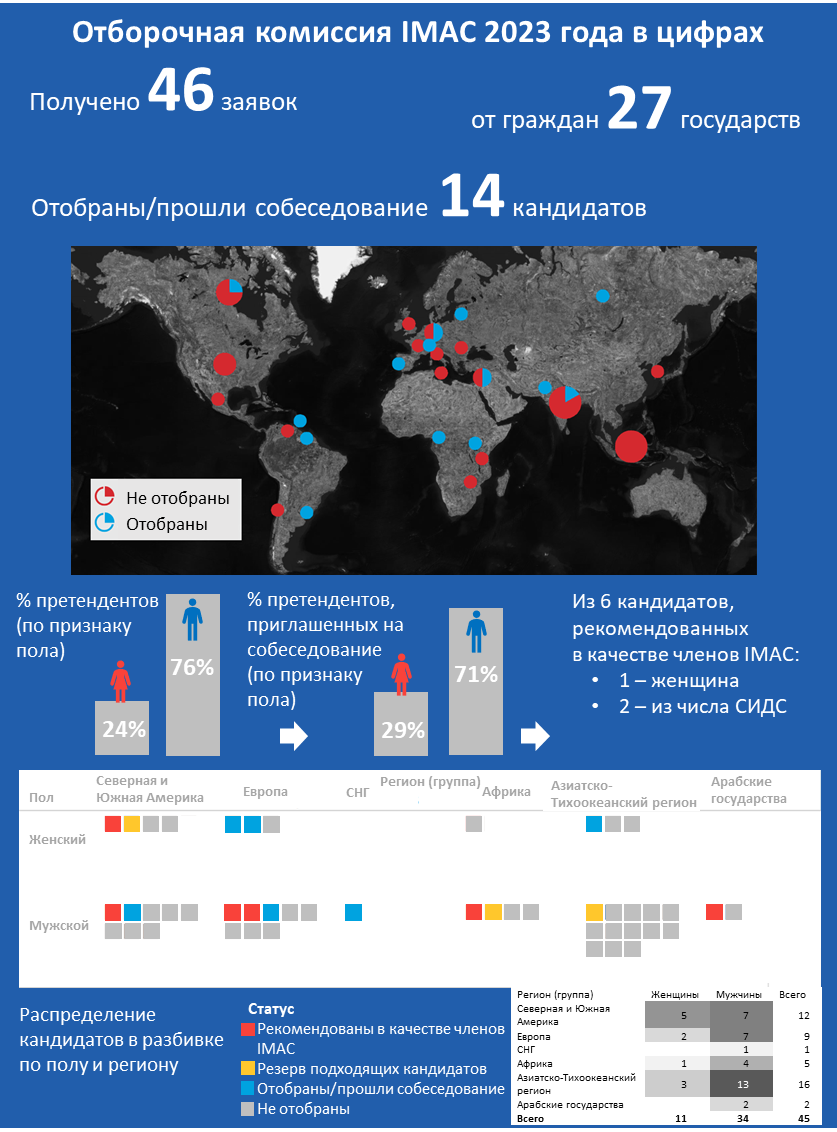 Отборочная комиссия IMAC 2023 года в цифрах
Получено 46 заявок
от граждан 27 государств
Отобраны/прошли собеседование 14 кандидатов
Не отобраны
Отобраны
% претендентов
(по признаку
пола)
24%
76%
% претендентов,
приглашенных на
собеседование
(по признаку
пола)
29%
71%
Из 6 кандидатов,
рекомендованных
в качестве членов IMAC:
• 1 – женщина
• 2 – из числа СИДС
Регион (группа)
Пол
Северная и
Южная Америка
Европа
СНГ
Африка
Азиатско-
Тихоокеанский регион
Арабские
государства
Женский
Мужской
Распределение
кандидатов в разбивке
по полу и региону
Статус
Рекомендованы в качестве членов
IMAC
Резерв подходящих кандидатов
Отобраны/прошли собеседование
Не отобраны
Регион (группа) Женщины Мужчины Всего
Северная и Южная
Америка 5 7 12
Европа 2 7 9
СНГ 1 1
Африка 1 4 5
Азиатско-Тихоокеанский
регион 3 13 16
Арабские государства 2 2
Всего 11 34 45